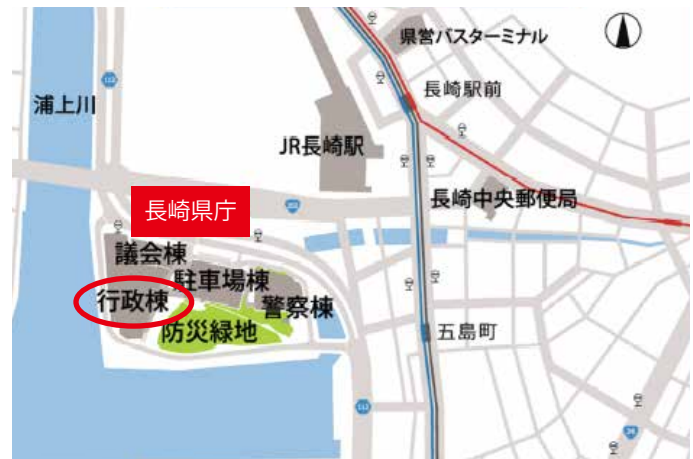 県営バスターミナル
長崎駅前
浦上川
JR長崎駅
長崎中央郵便局
長崎県庁
議会棟
駐車場棟
行政棟
警察棟
防災緑地
五島町